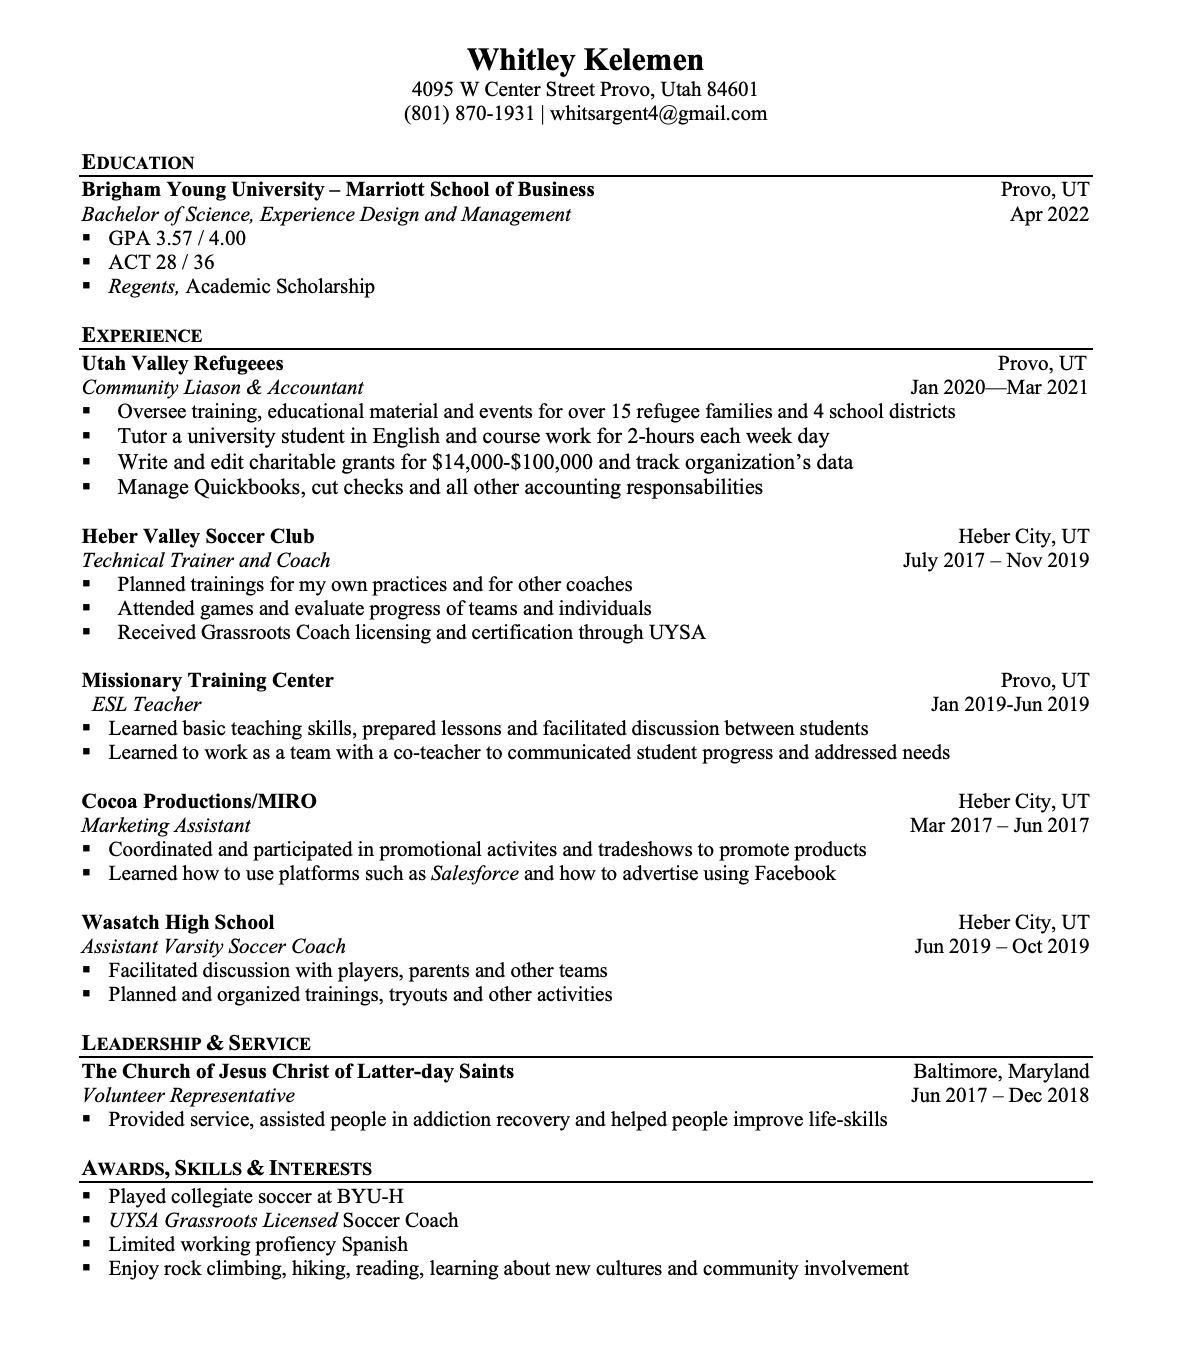 Whitley Kelemen
4095 W Center Street Provo, Utah 84601
(801) 870-1931 | whitsargent4@gmail.com
EDUCATION
Brigham Young University – Marriott School of Business Provo, UT
Bachelor of Science, Experience Design and Management Apr 2022
▪ GPA 3.57 / 4.00
▪ ACT 28 / 36
▪ Regents, Academic Scholarship
EXPERIENCE
Utah Valley Refugeees Provo, UT
Community Liason & Accountant Jan 2020—Mar 2021
▪ Oversee training, educational material and events for over 15 refugee families and 4 school districts
▪ Tutor a university student in English and course work for 2-hours each week day
▪ Write and edit charitable grants for $14,000-$100,000 and track organization’s data
▪ Manage Quickbooks, cut checks and all other accounting responsabilities
Heber Valley Soccer Club Heber City, UT
Technical Trainer and Coach July 2017 – Nov 2019
▪ Planned trainings for my own practices and for other coaches
▪ Attended games and evaluate progress of teams and individuals
▪ Received Grassroots Coach licensing and certification through UYSA
Missionary Training Center Provo, UT
ESL Teacher Jan 2019-Jun 2019
▪ Learned basic teaching skills, prepared lessons and facilitated discussion between students
▪ Learned to work as a team with a co-teacher to communicated student progress and addressed needs
Cocoa Productions/MIRO Heber City, UT
Marketing Assistant Mar 2017 – Jun 2017
▪ Coordinated and participated in promotional activites and tradeshows to promote products
▪ Learned how to use platforms such as Salesforce and how to advertise using Facebook
Wasatch High School Heber City, UT
Assistant Varsity Soccer Coach Jun 2019 – Oct 2019
▪ Facilitated discussion with players, parents and other teams
▪ Planned and organized trainings, tryouts and other activities
LEADERSHIP & SERVICE
The Church of Jesus Christ of Latter-day Saints Baltimore, Maryland
Volunteer Representative Jun 2017 – Dec 2018
▪ Provided service, assisted people in addiction recovery and helped people improve life-skills
AWARDS, SKILLS & INTERESTS
▪ Played collegiate soccer at BYU-H
▪ UYSA Grassroots Licensed Soccer Coach
▪ Limited working profiency Spanish
▪ Enjoy rock climbing, hiking, reading, learning about new cultures and community involvement